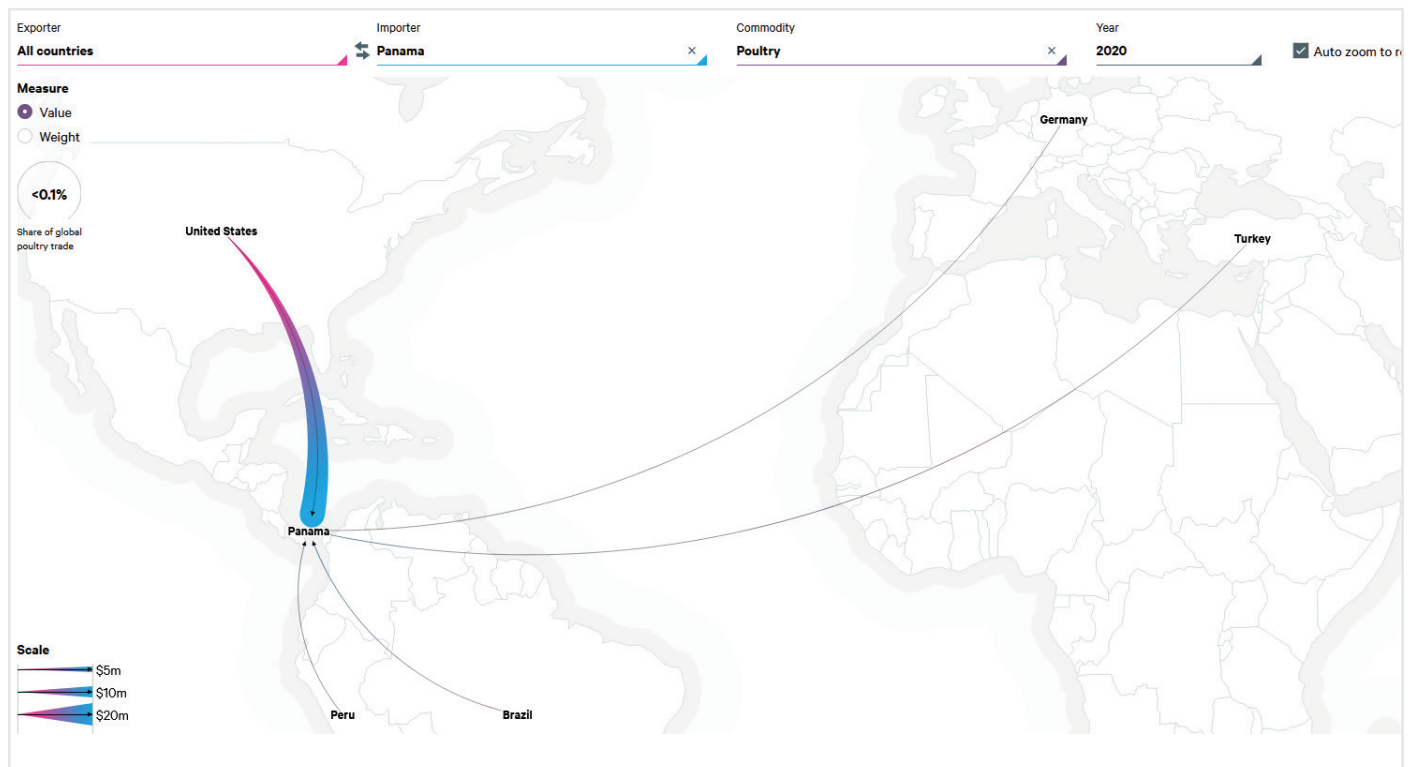 Exporter
All countries
Importer
Panama
×
Commodity
Poultry
×
Year
2020
Auto zoom to r
Measure
Value
Weight
<0.1%
Share of global
poultry trade
Germany
United States
Turkey
Panama
Scale
$5m
$10m
$20m
Peru
Brazil